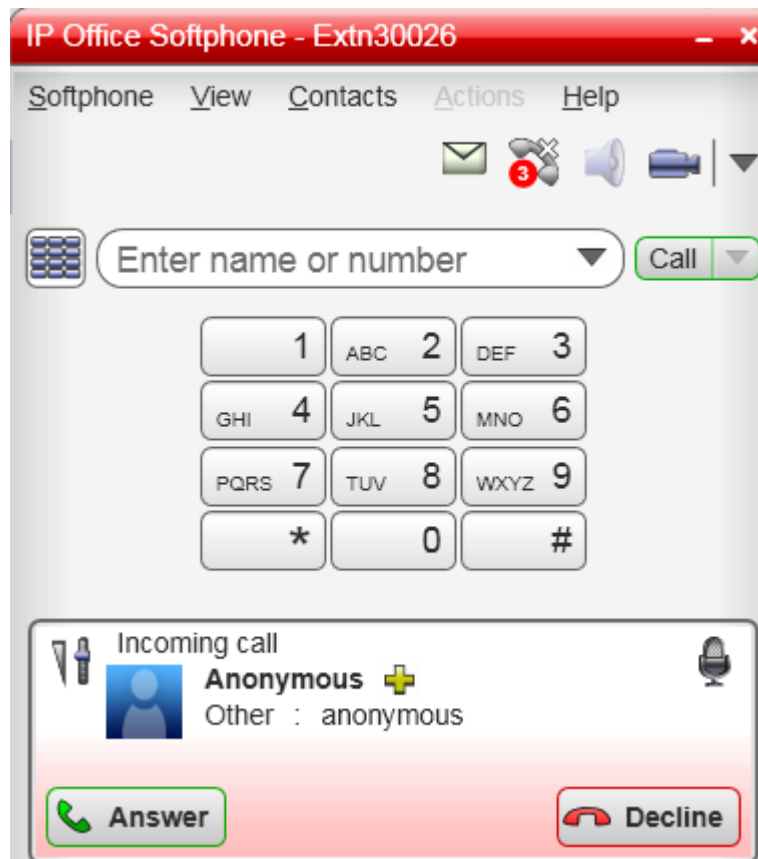 IP Office Softphone - Extn30026
Softphone View Contacts Actions Help
3
Enter name or number Call
1 ABC 2 DEF 3
GHI 4 JKL 5 MNO 6
PQRS 7 TUV 8 WXYZ 9
* 0 #
Incoming call
Anonymous
Other : anonymous
Answer Decline